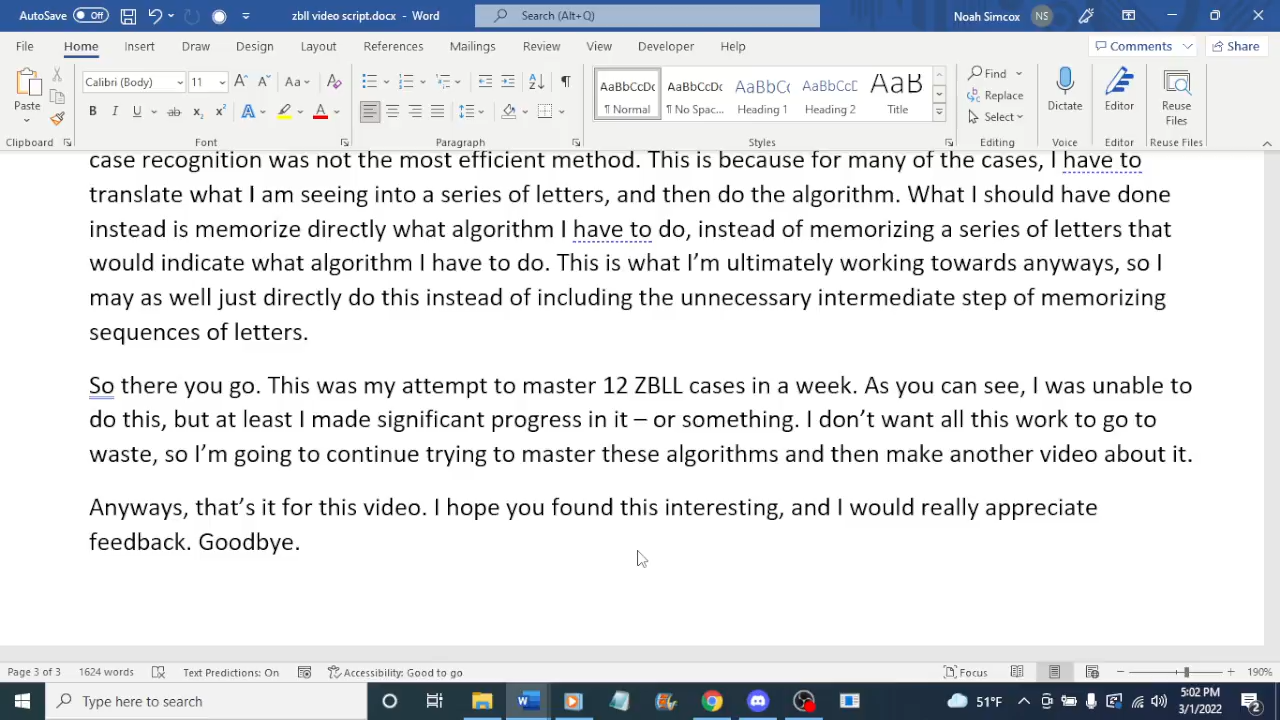 AutoSave Off zbll video script.docx - Word Search (Alt+Q) Noah Simcox NS
File Home Insert Draw Design Layout References Mailings Review View Developer Help Comments Share
Paste Calibri (Body) 11 Aa AaBbCcDc AaBbCcDc AaBbCc AaBbCcD AaB Find Replace Select Dictate Editor Reuse Files
B I U ab x₂ x² A A ¶ Normal ¶ No Spac... Heading 1 Heading 2 Title
Clipboard Font Paragraph Styles Editing Voice Editor Reuse Files
case recognition was not the most efficient method. This is because for many of the cases, I have to
translate what I am seeing into a series of letters, and then do the algorithm. What I should have done
instead is memorize directly what algorithm I have to do, instead of memorizing a series of letters that
would indicate what algorithm I have to do. This is what I’m ultimately working towards anyways, so I
may as well just directly do this instead of including the unnecessary intermediate step of memorizing
sequences of letters.
So there you go. This was my attempt to master 12 ZBLL cases in a week. As you can see, I was unable to
do this, but at least I made significant progress in it – or something. I don’t want all this work to go to
waste, so I’m going to continue trying to master these algorithms and then make another video about it.
Anyways, that’s it for this video. I hope you found this interesting, and I would really appreciate
feedback. Goodbye.
Page 3 of 3 1624 words Text Predictions: On Accessibility: Good to go Focus 190%
Type here to search 51°F 5:02 PM
3/1/2022 2